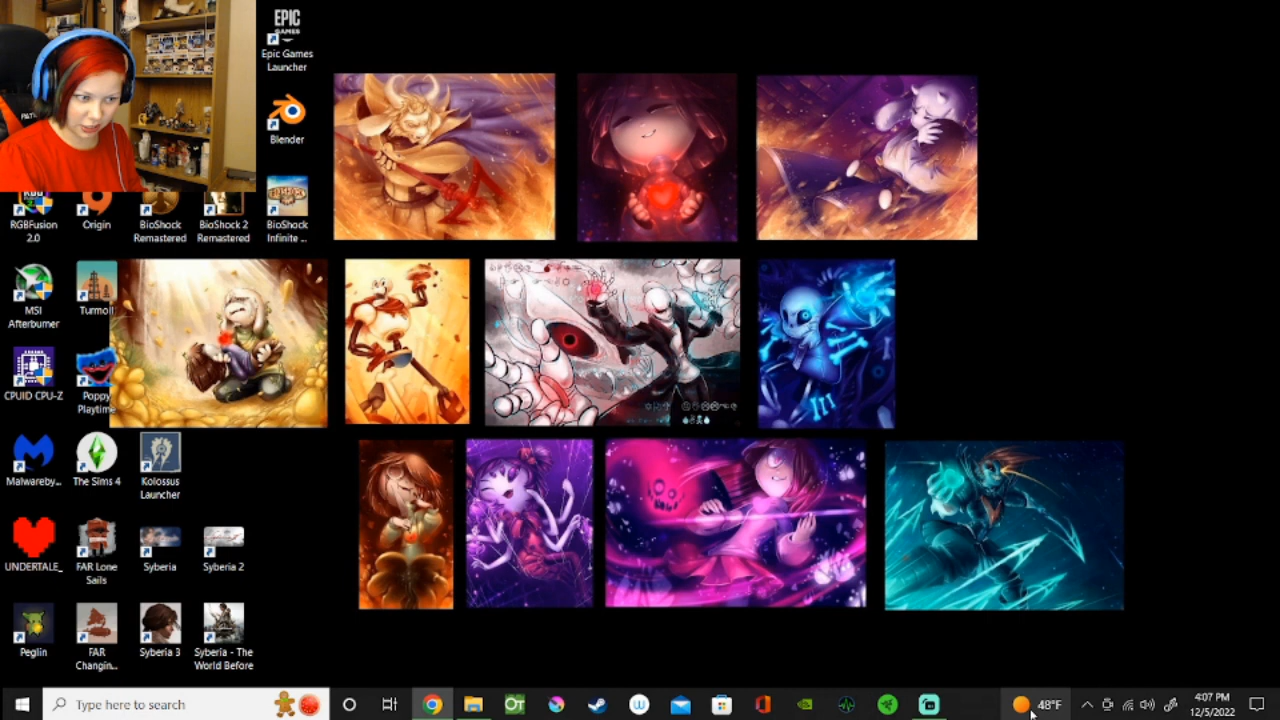 EPIC
GAMES
Epic Games
Launcher
Blender
RGBFusion
2.0
Origin
BioShock
Remastered
BioShock 2
Remastered
BioShock
Infinite ...
MSI
Afterburner
Turmoil
CPUID CPU-Z
Poppy
Playtime
Malwareby...
The Sims 4
Kolossus
Launcher
UNDERTALE_
FAR Lone
Sails
Syberia
Syberia 2
Peglin
FAR
Changin...
Syberia 3
Syberia - The
World Before
Type here to search
OT
48°F
4:07 PM
12/5/2022